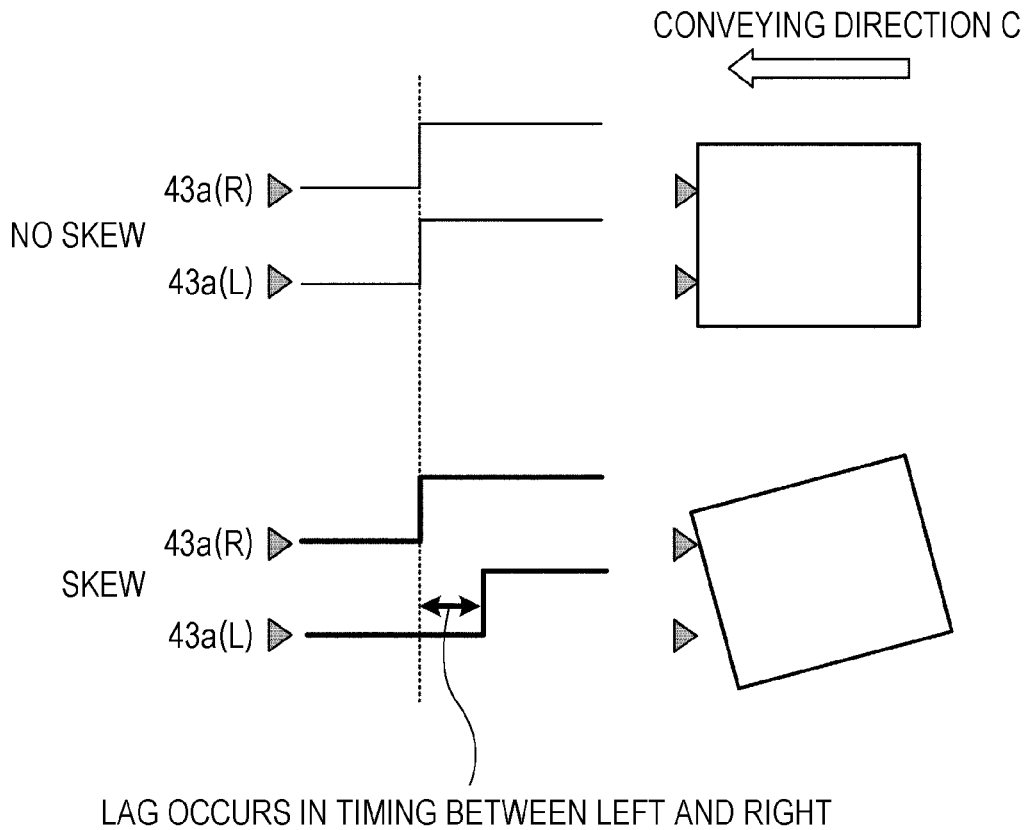 CONVEYING DIRECTION C
43a(R)
NO SKEW
43a(L)
43a(R)
SKEW
43a(L)
LAG OCCURS IN TIMING BETWEEN LEFT AND RIGHT